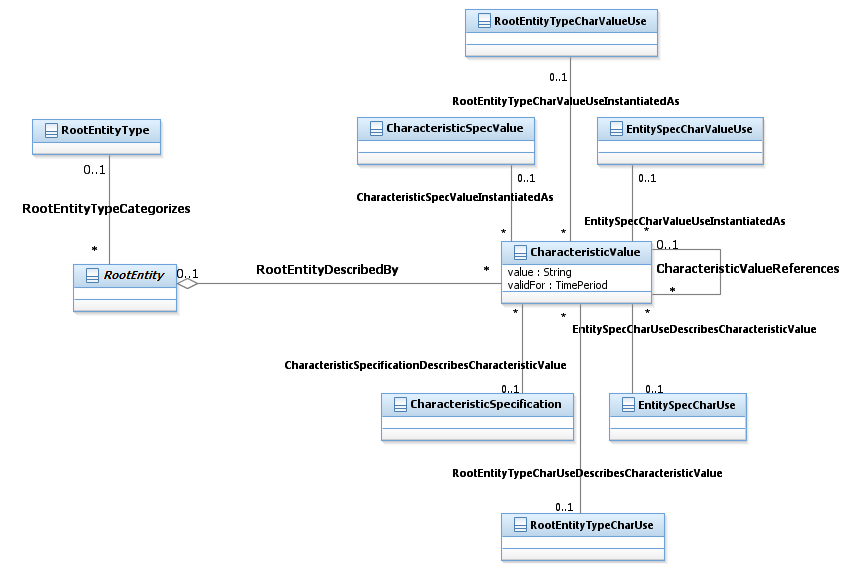 RootEntityTypeCharValueUse
0..1
RootEntityTypeCharValueUseInstantiatedAs
RootEntityType
CharacteristicSpecValue
EntitySpecCharValueUse
0..1
0..1
0..1
CharacteristicSpecValueInstantiatedAs
RootEntityTypeCategorizes
EntitySpecCharValueUseInstantiatedAs
*
*
*
*
0..1
CharacteristicValue
RootEntity
0..1
RootEntityDescribedBy
*
value : String
validFor : TimePeriod
CharacteristicValueReferences
*
*
*
*
EntitySpecCharUseDescribesCharacteristicValue
CharacteristicSpecificationDescribesCharacteristicValue
0..1
0..1
CharacteristicSpecification
EntitySpecCharUse
RootEntityTypeCharUseDescribesCharacteristicValue
0..1
RootEntityTypeCharUse